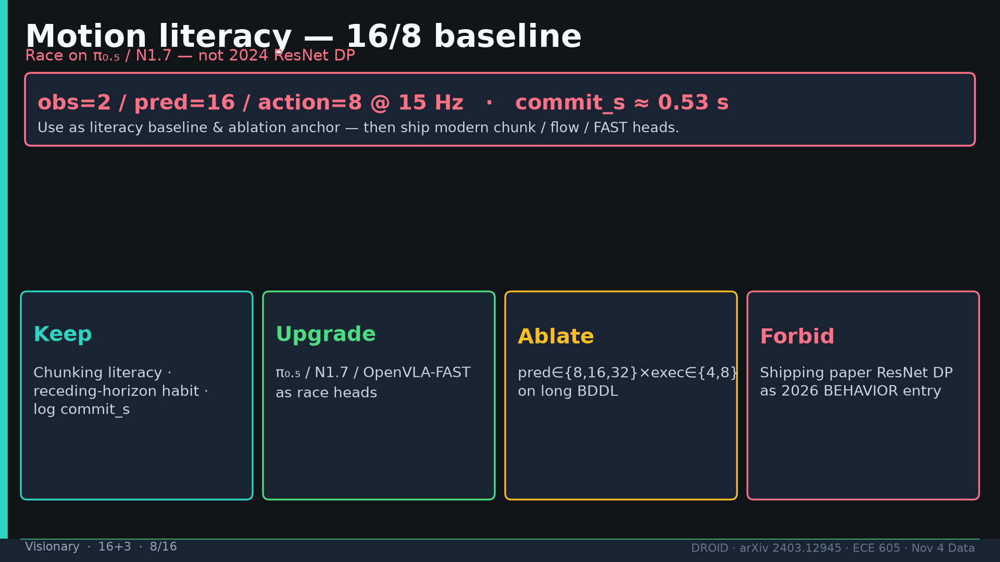 Motion literacy — 16/8 baseline
Race on π₀.₅ / N1.7 — not 2024 ResNet DP
obs=2 / pred=16 / action=8 @ 15 Hz · commit_s ≈ 0.53 s
Use as literacy baseline & ablation anchor — then ship modern chunk / flow / FAST heads.
Keep
Chunking literacy ·
receding-horizon habit ·
log commit_s
Upgrade
π₀.₅ / N1.7 / OpenVLA-FAST
as race heads
Ablate
pred∈{8,16,32}×exec∈{4,8}
on long BDDL
Forbid
Shipping paper ResNet DP
as 2026 BEHAVIOR entry
Visionary · 16+3 · 8/16
DROID · arXiv 2403.12945 · ECE 605 · Nov 4 Data